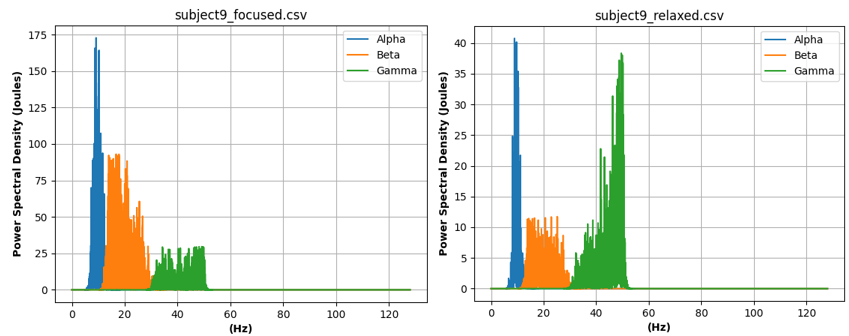 subject9_focused.csv
Power Spectral Density (Joules)
175
150
125
100
75
50
25
0
Alpha
Beta
Gamma
0 20 40 60 80 100 120
(Hz)
subject9_relaxed.csv
Power Spectral Density (Joules)
40
35
30
25
20
15
10
5
0
Alpha
Beta
Gamma
0 20 40 60 80 100 120
(Hz)